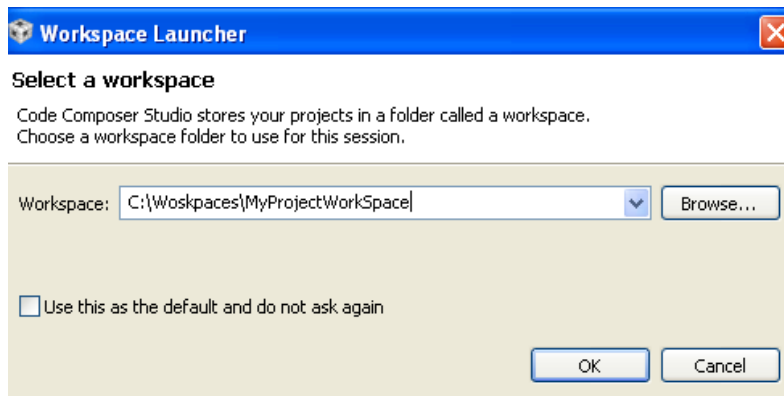 Workspace Launcher
Select a workspace
Code Composer Studio stores your projects in a folder called a workspace.
Choose a workspace folder to use for this session.
Workspace: C:\Woskpaces\MyProjectWorkSpace Browse...
Use this as the default and do not ask again
OK Cancel